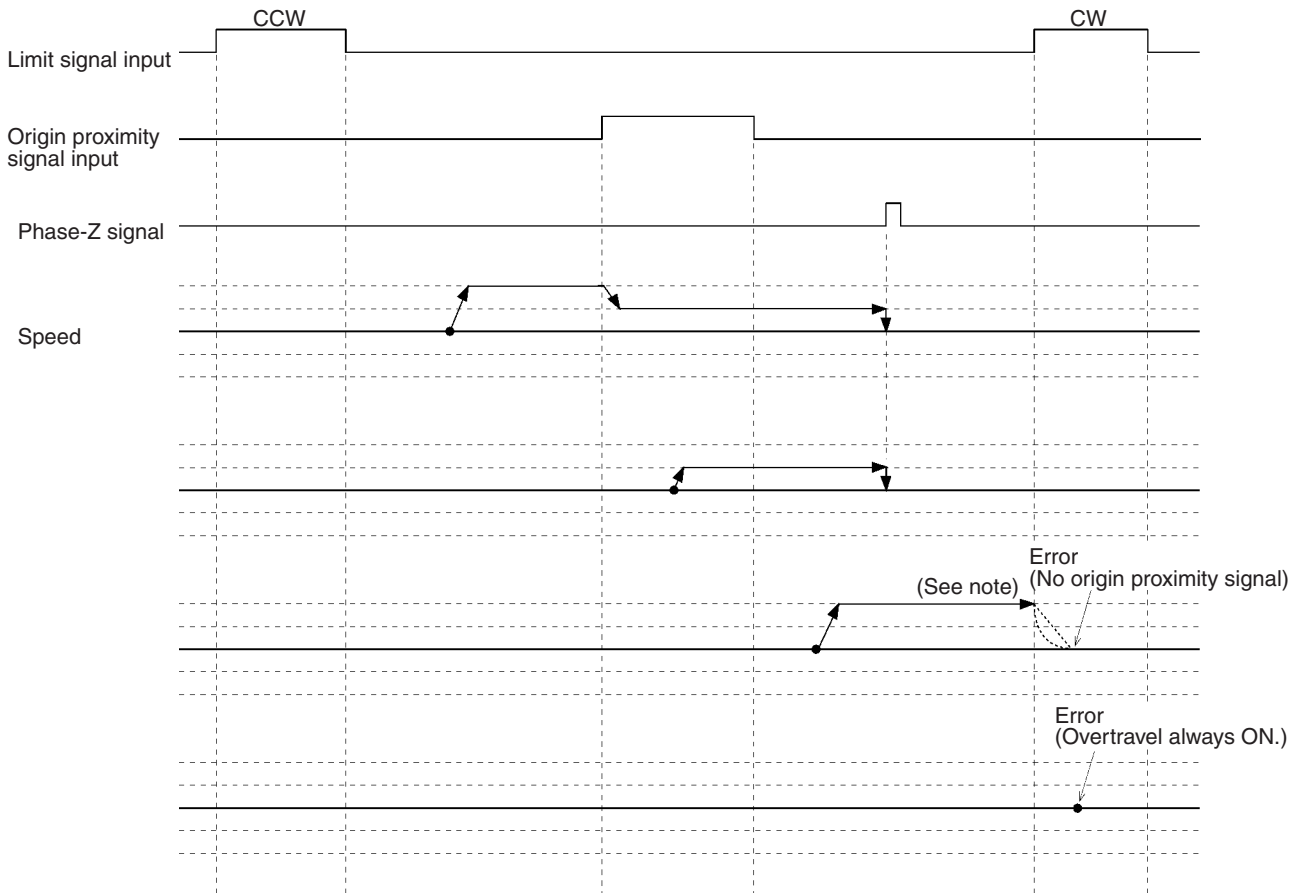 CCW
CW
Limit signal input
Origin proximity
signal input
Phase-Z signal
Speed
Error
(No origin proximity signal)
(See note)
Error
(Overtravel always ON.)